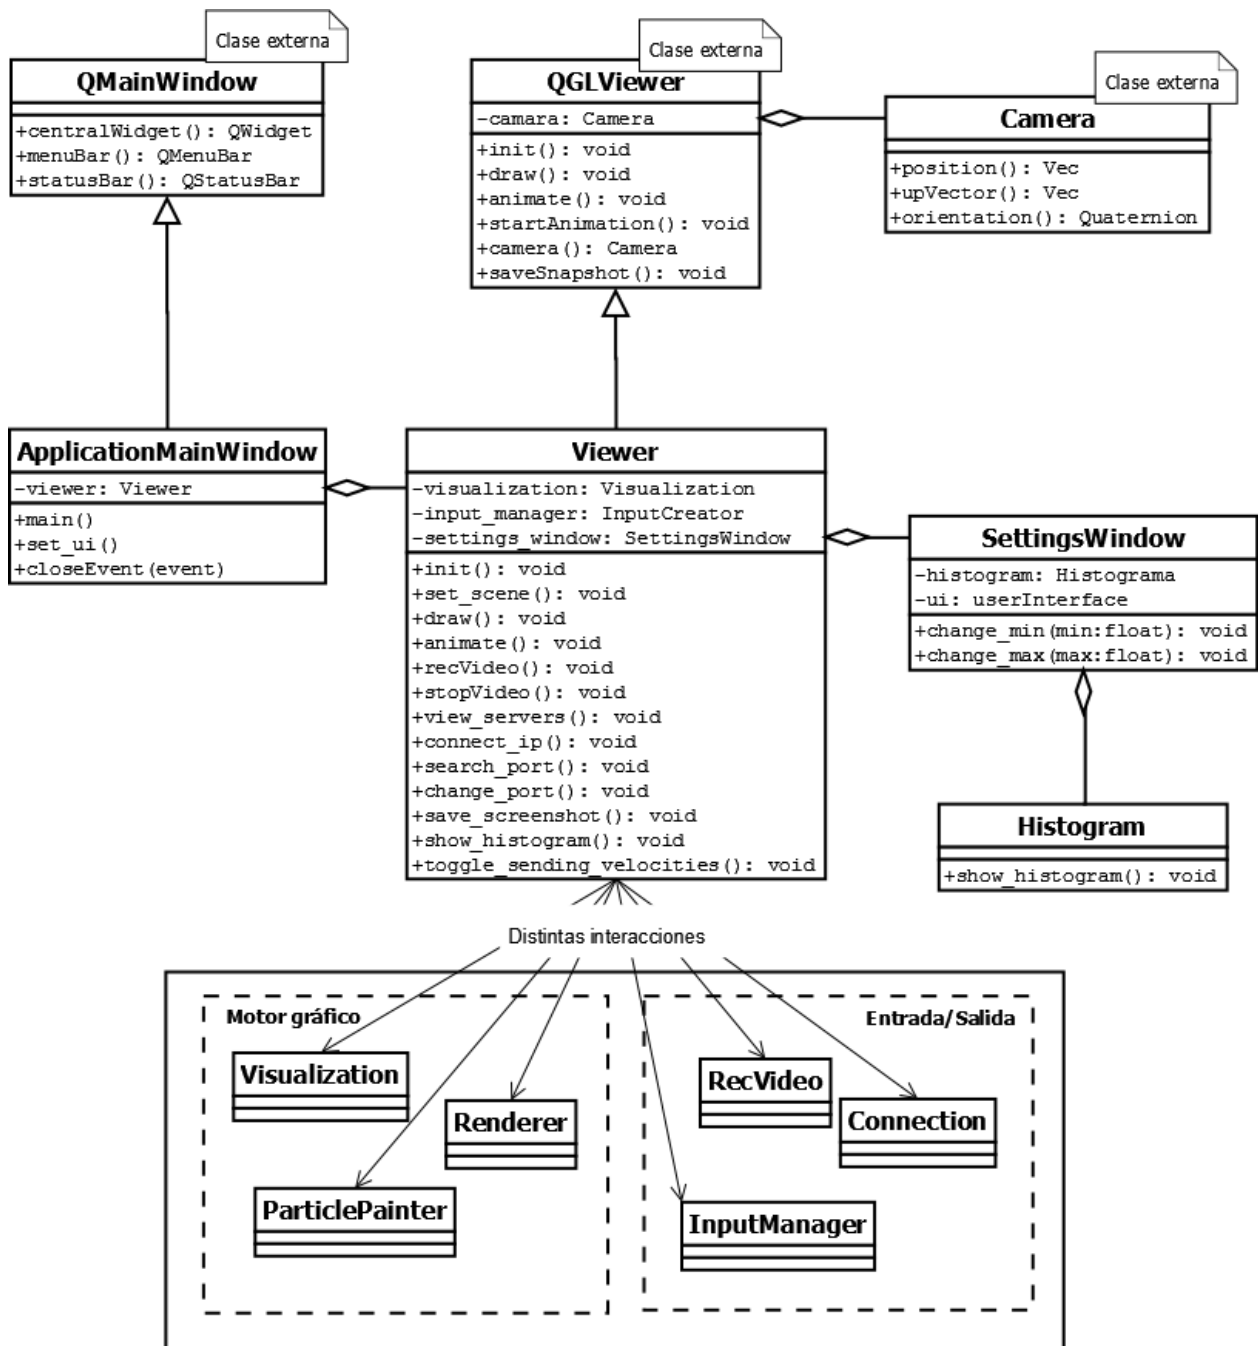 Clase externa
QMainWindow
+centralWidget(): QWidget
+menuBar(): QMenuBar
+statusBar(): QStatusBar
Clase externa
QGLViewer
-camara: Camera
+init(): void
+draw(): void
+animate(): void
+startAnimation(): void
+camera(): Camera
+saveSnapshot(): void
Clase externa
Camera
+position(): Vec
+upVector(): Vec
+orientation(): Quaternion
ApplicationMainWindow
-viewer: Viewer
+main()
+set_ui()
+closeEvent(event)
Viewer
-visualization: Visualization
-input_manager: InputCreator
-settings_window: SettingsWindow
+init(): void
+set_scene(): void
+draw(): void
+animate(): void
+recVideo(): void
+stopVideo(): void
+view_servers(): void
+connect_ip(): void
+search_port(): void
+change_port(): void
+save_screenshot(): void
+show_histogram(): void
+toggle_sending_velocities(): void
SettingsWindow
-histogram: Histograma
-ui: userInterface
+change_min(min:float): void
+change_max(max:float): void
Histogram
+show_histogram(): void
Distintas interacciones
Motor gráfico
Visualization
Renderer
ParticlePainter
Entrada/Salida
RecVideo
Connection
InputManager